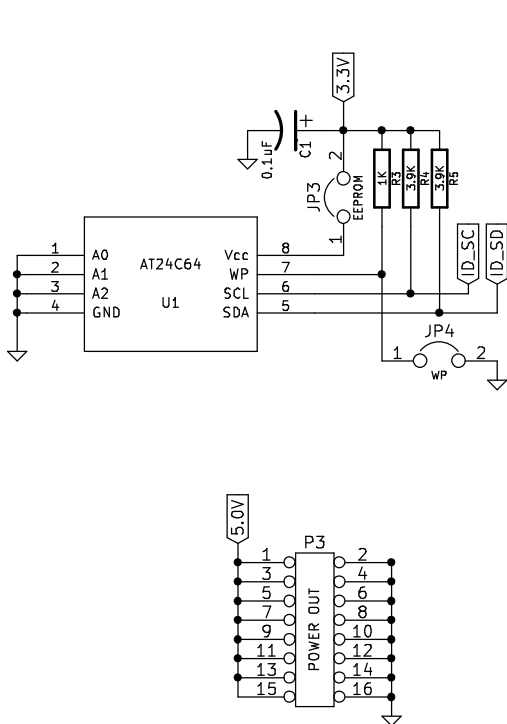 3.3V
+
0.1uF
C1
2
JP3
EEPROM
1
1K
R3
3.9K
R4
3.9K
R5
ID_SC
ID_SD
AT24C64
U1
1 A0 Vcc 8
2 A1 WP 7
3 A2 SCL 6
4 GND SDA 5
JP4
1 2
WP
5.0V
P3
POWER OUT
1 2
3 4
5 6
7 8
9 10
11 12
13 14
15 16